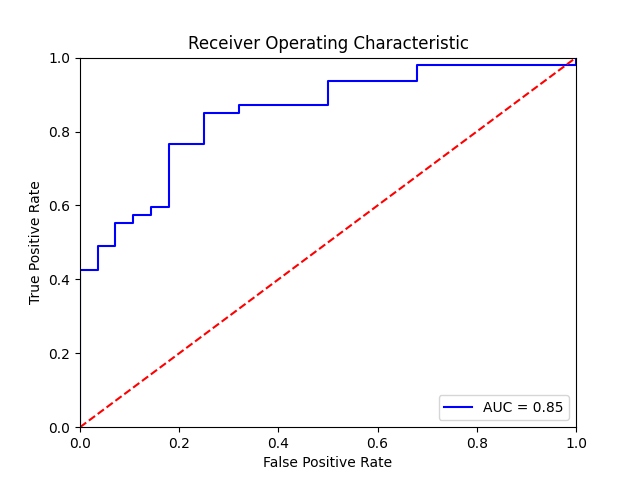 Receiver Operating Characteristic
True Positive Rate
1.0
0.8
0.6
0.4
0.2
0.0
AUC = 0.85
0.0 0.2 0.4 0.6 0.8 1.0
False Positive Rate